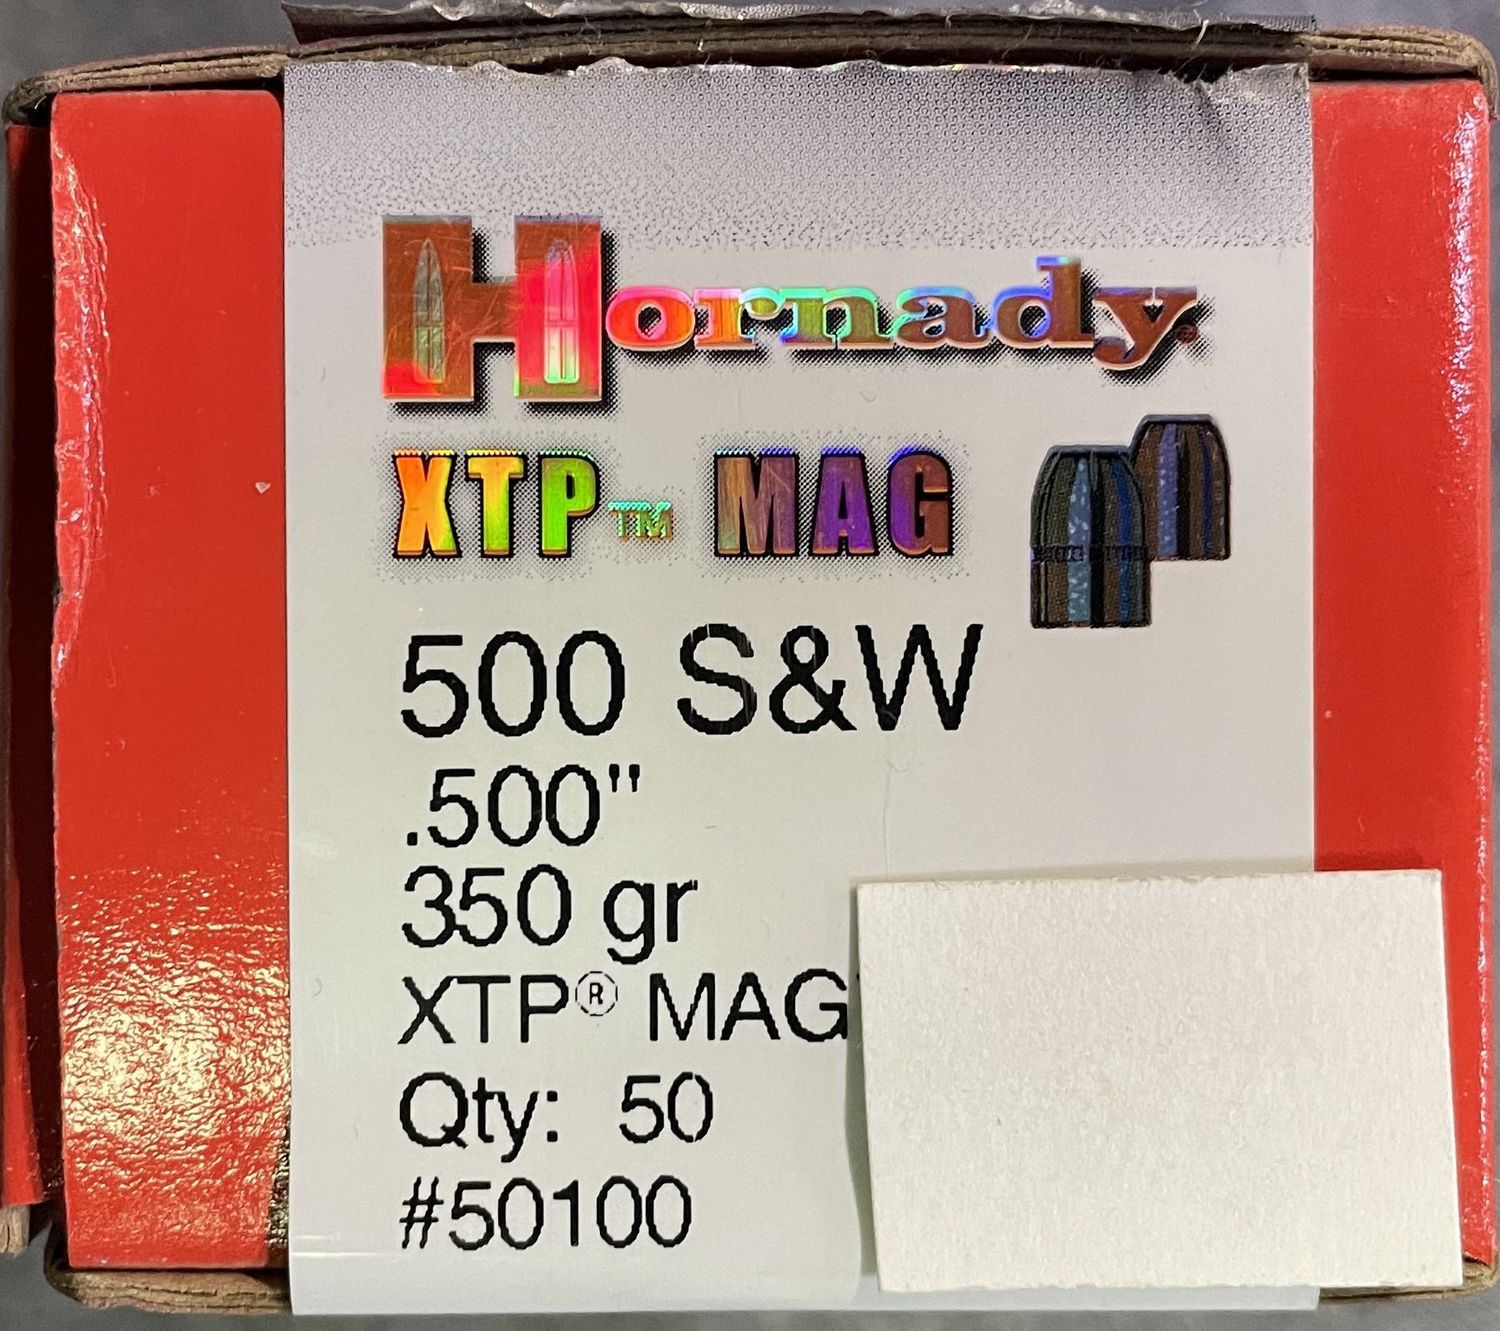 Hornady®
XTP™ MAG
500 S&W
.500"
350 gr
XTP® MAG
Qty: 50
#50100